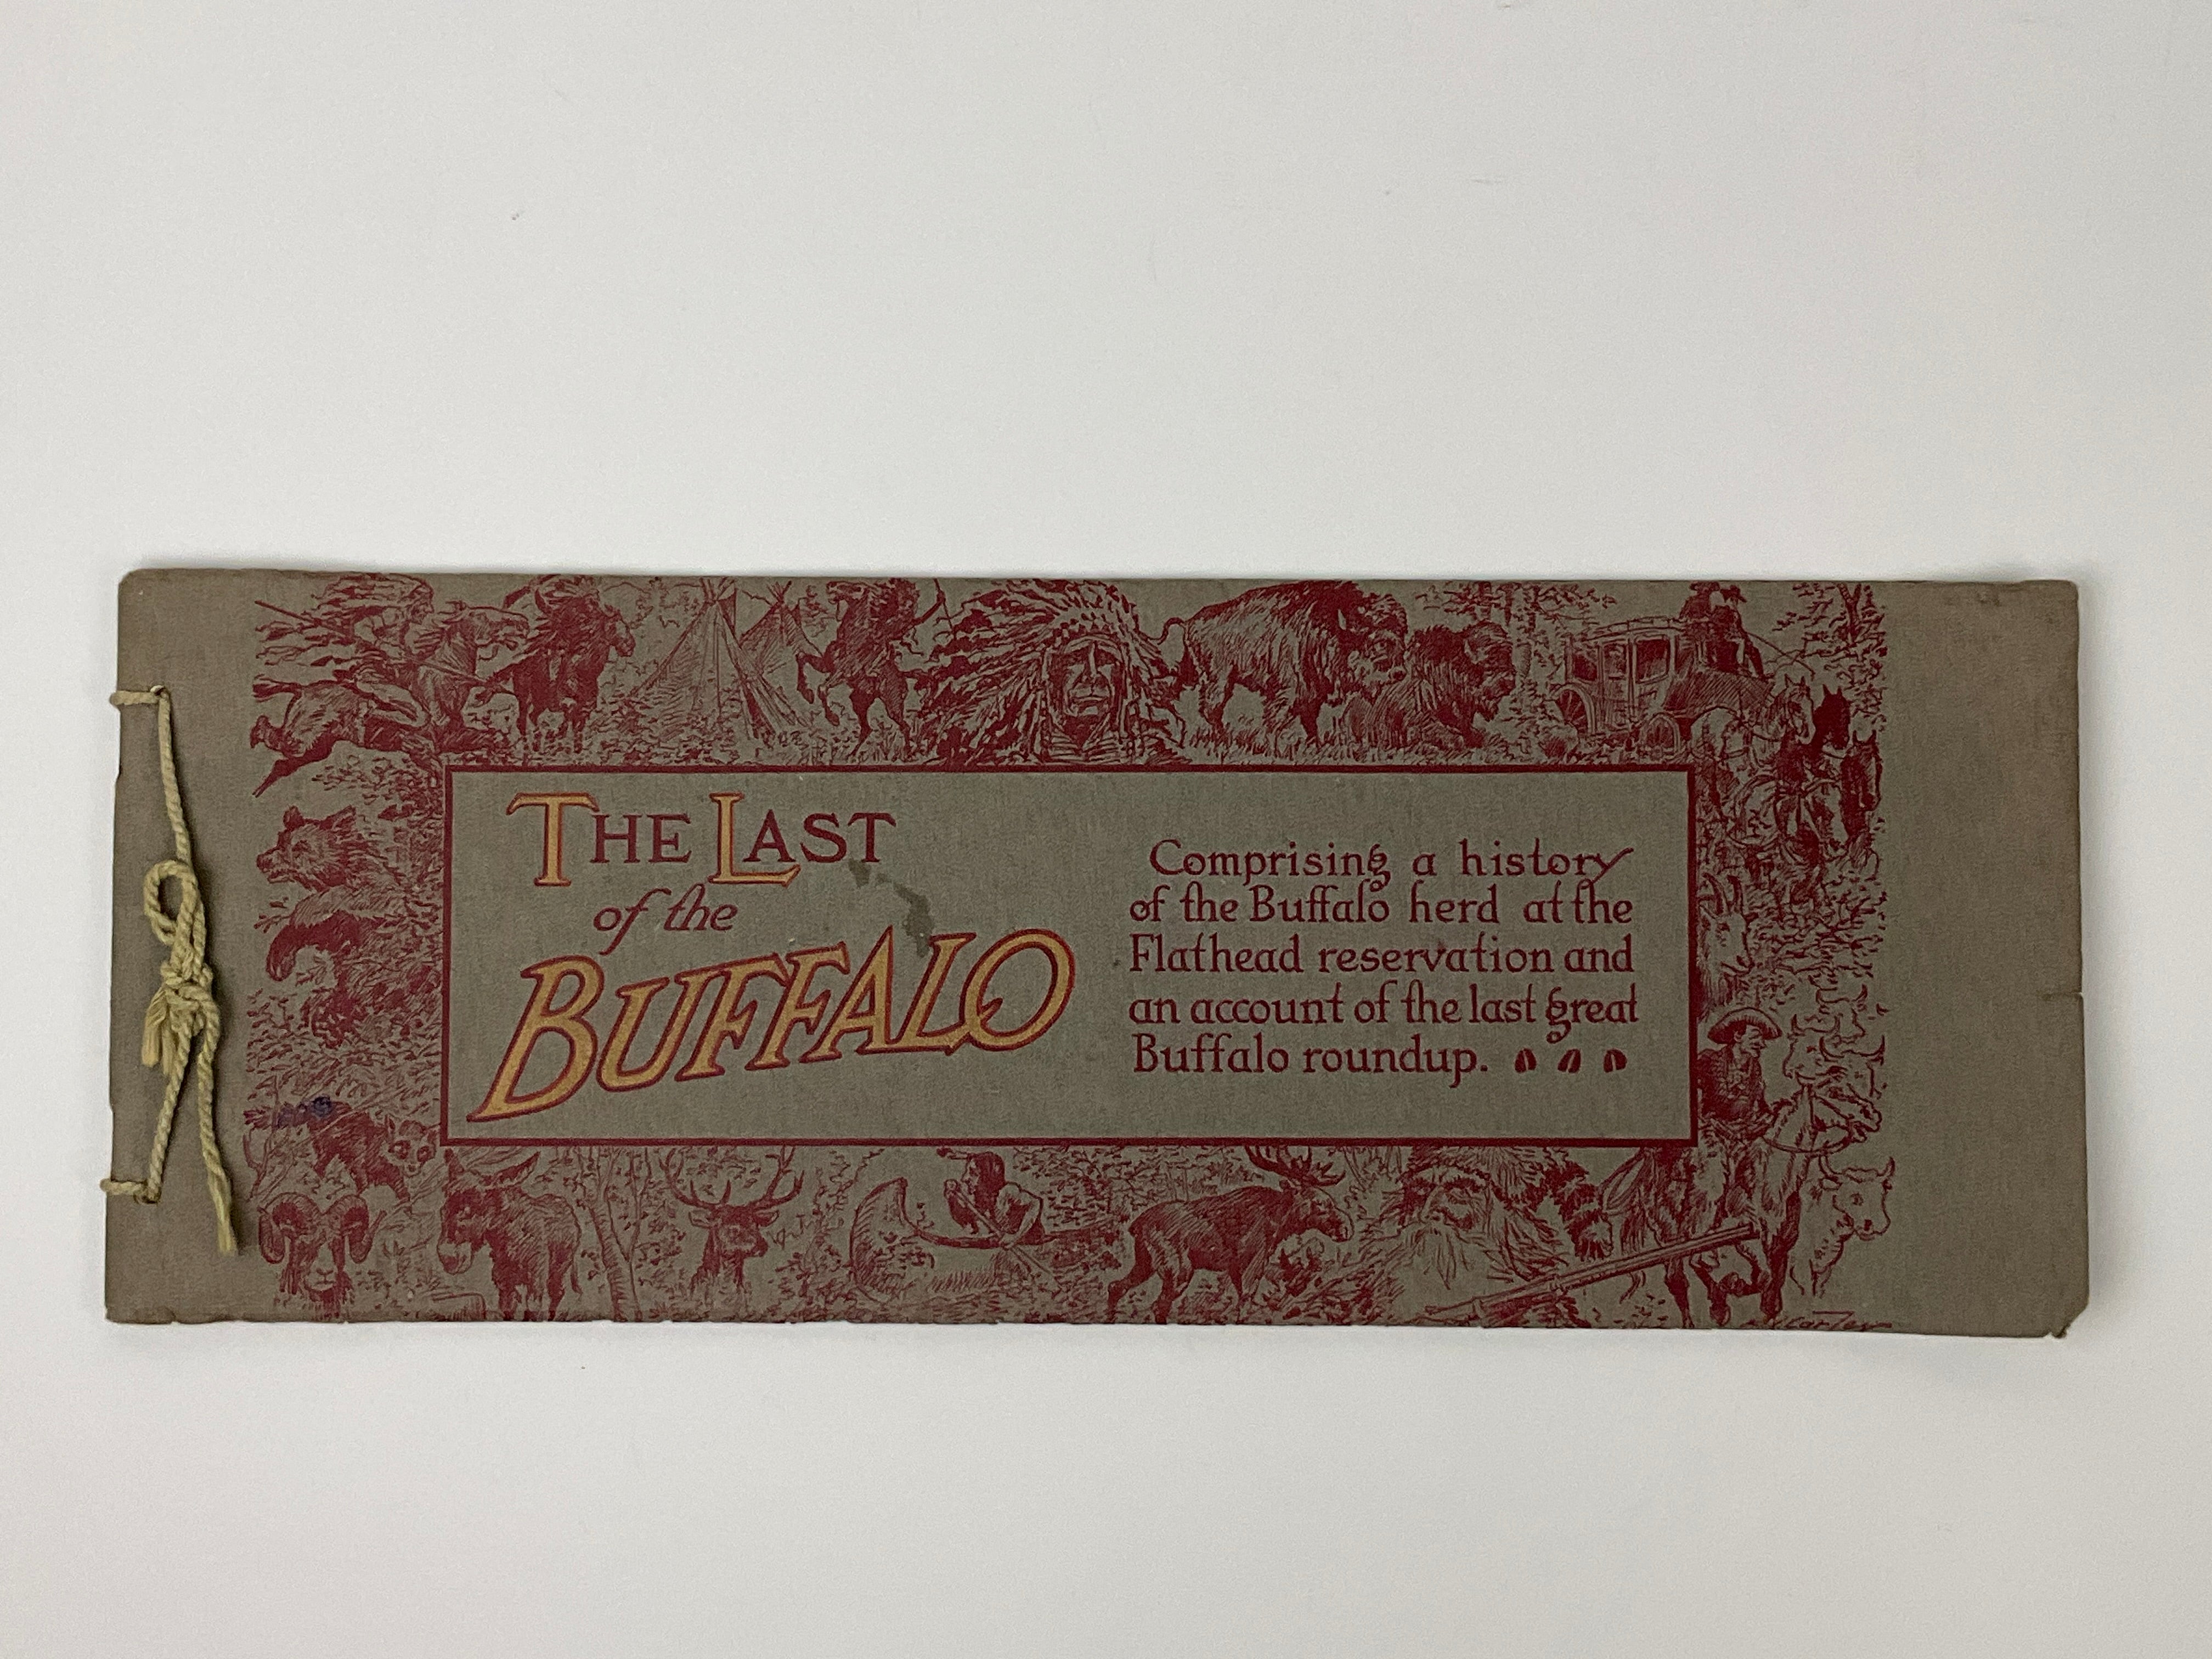 THE LAST
of the
BUFFALO
Comprising a history
of the Buffalo herd at the
Flathead reservation and
an account of the last great
Buffalo roundup.